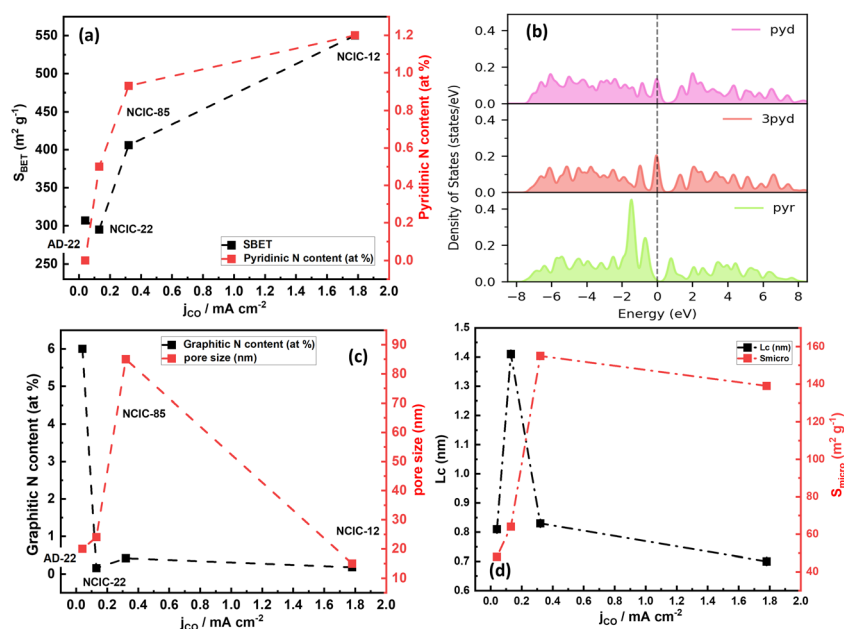 (a)
550
500
450
400
350
300
250
S_BET (m² g⁻¹)
1.2
1.0
0.8
0.6
0.4
0.2
0.0
Pyridinic N content (at %)
NCIC-12
NCIC-85
NCIC-22
AD-22
SBET
Pyridinic N content (at %)
0.0 0.2 0.4 0.6 0.8 1.0 1.2 1.4 1.6 1.8 2.0
j_CO / mA cm⁻²
(b)
pyd
0.4
0.2
0.0
3pyd
0.4
0.2
0.0
pyr
0.4
0.2
0.0
Density of States (states/eV)
−8 −6 −4 −2 0 2 4 6 8
Energy (eV)
(c)
Graphitic N content (at %)
pore size (nm)
6
5
4
3
2
1
0
Graphitic N content (at %)
90
80
70
60
50
40
30
20
10
pore size (nm)
NCIC-85
NCIC-12
AD-22
NCIC-22
0.0 0.2 0.4 0.6 0.8 1.0 1.2 1.4 1.6 1.8 2.0
j_CO / mA cm⁻²
(d)
Lc (nm)
Smicro
1.5
1.4
1.3
1.2
1.1
1.0
0.9
0.8
0.7
0.6
Lc (nm)
160
140
120
100
80
60
40
S_micro (m² g⁻¹)
0.0 0.2 0.4 0.6 0.8 1.0 1.2 1.4 1.6 1.8 2.0
j_CO / mA cm⁻²